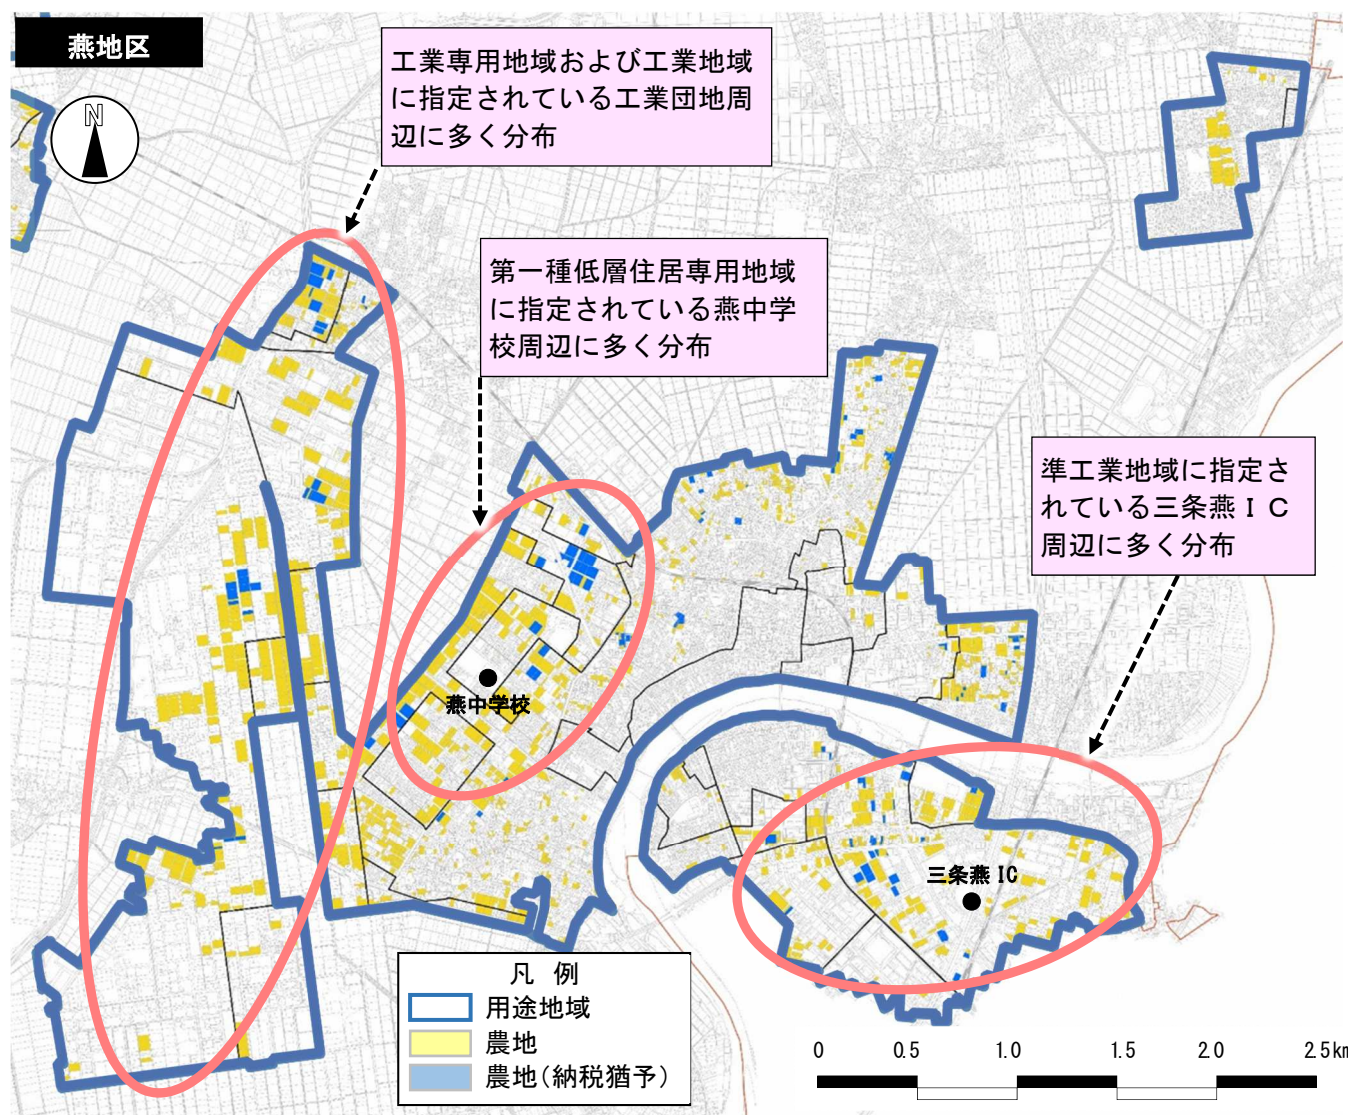 燕地区
N
工業専用地域および工業地域
に指定されている工業団地周
辺に多く分布
第一種低層住居専用地域
に指定されている燕中学
校周辺に多く分布
準工業地域に指定さ
れている三条燕ＩＣ
周辺に多く分布
燕中学校
三条燕 IC
凡 例
用途地域
農地
農地（納税猶予）
0 0.5 1.0 1.5 2.0 2.5km